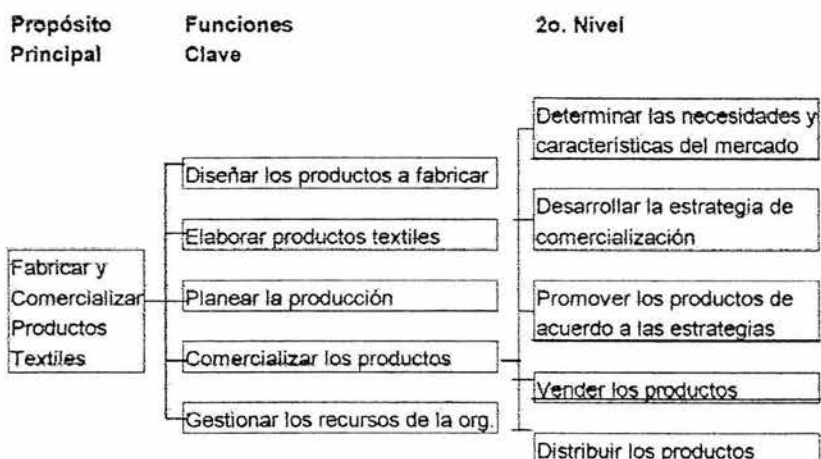 Propósito Principal
Funciones Clave
2o. Nivel
Fabricar y
Comercializar
Productos
Textiles
Diseñar los productos a fabricar
Elaborar productos textiles
Planear la producción
Comercializar los productos
Gestionar los recursos de la org.
Determinar las necesidades y
características del mercado
Desarrollar la estrategia de
comercialización
Promover los productos de
acuerdo a las estrategias
Vender los productos
Distribuir los productos